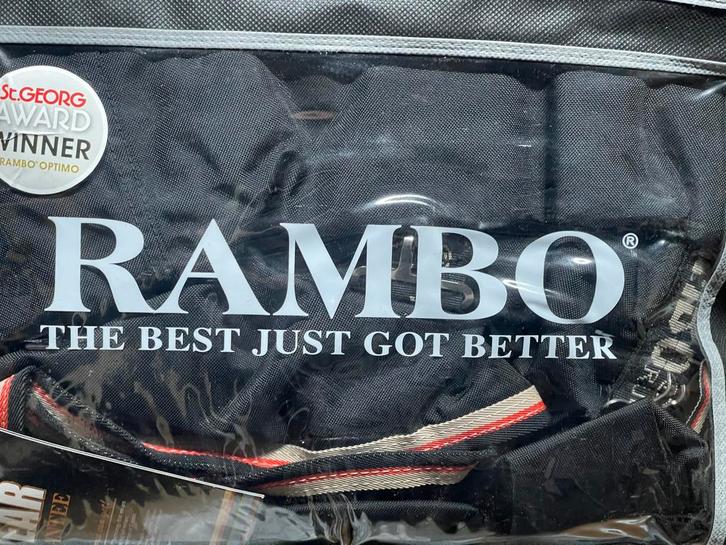 St.GEORG
AWARD
WINNER
RAMBO® OPTIMO
RAMBO®
THE BEST JUST GOT BETTER